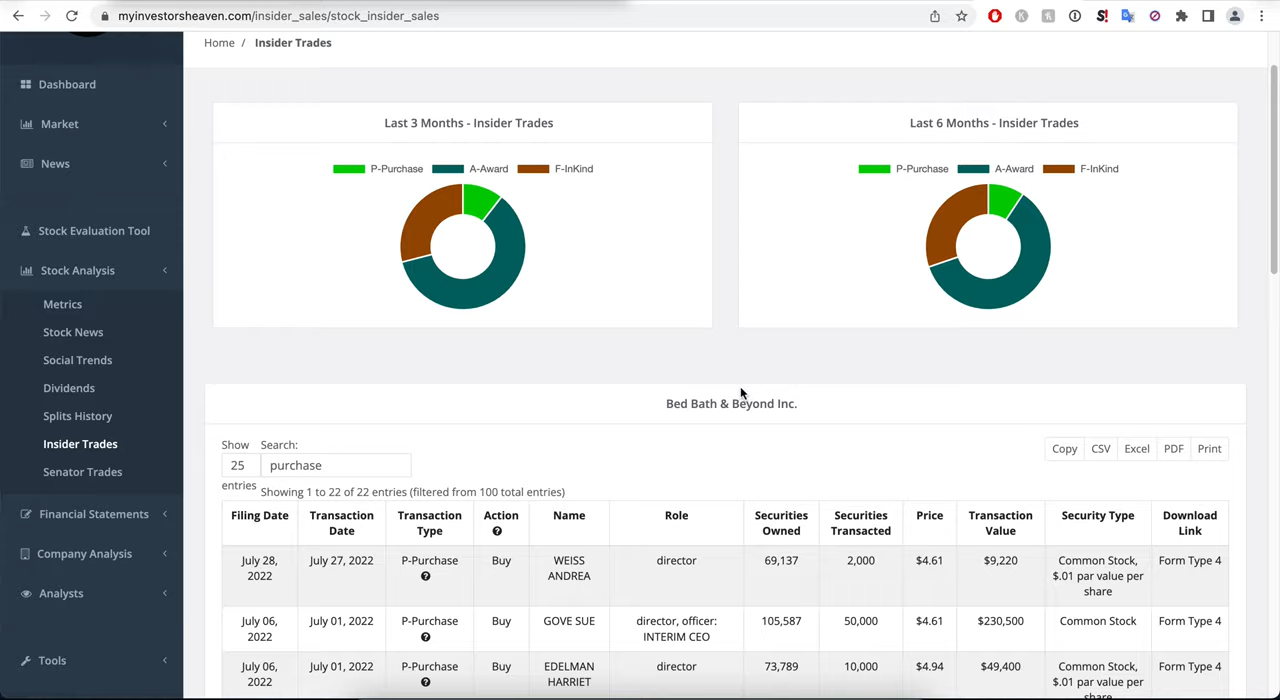 myinvestorsheaven.com/insider_sales/stock_insider_sales
Home / Insider Trades
Dashboard
Market
News
Stock Evaluation Tool
Stock Analysis
Metrics
Stock News
Social Trends
Dividends
Splits History
Insider Trades
Senator Trades
Financial Statements
Company Analysis
Analysts
Tools
Last 3 Months - Insider Trades
P-Purchase A-Award F-InKind
Last 6 Months - Insider Trades
P-Purchase A-Award F-InKind
Bed Bath & Beyond Inc.
Show 25 entries
Search: purchase
Copy CSV Excel PDF Print
Showing 1 to 22 of 22 entries (filtered from 100 total entries)
Filing Date Transaction Date Transaction Type Action Name Role Securities Owned Securities Transacted Price Transaction Value Security Type Download Link
July 28, 2022 July 27, 2022 P-Purchase Buy WEISS ANDREA director 69,137 2,000 $4.61 $9,220 Common Stock, $.01 par value per share Form Type 4
July 06, 2022 July 01, 2022 P-Purchase Buy GOVE SUE director, officer: INTERIM CEO 105,587 50,000 $4.61 $230,500 Common Stock Form Type 4
July 06, 2022 July 01, 2022 P-Purchase Buy EDELMAN HARRIET director 73,789 10,000 $4.94 $49,400 Common Stock, $.01 par value per share Form Type 4